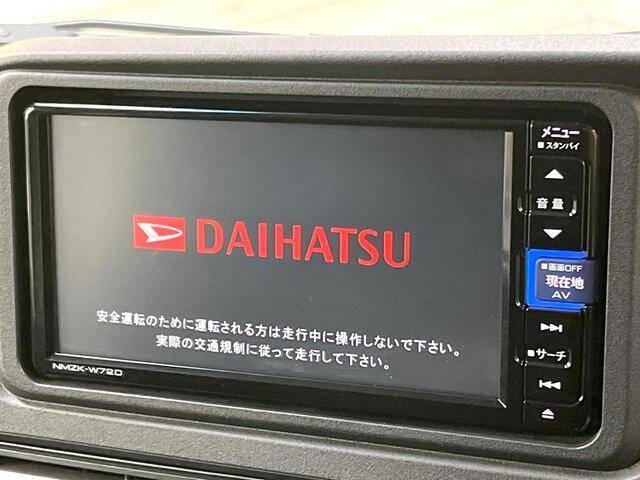 DAIHATSU
安全運転のために運転される方は走行中に操作しないで下さい。
実際の交通規制に従って走行して下さい。
NMZK-W72D
メニュー
スタンバイ
音量
画面OFF
現在地
AV
サーチ